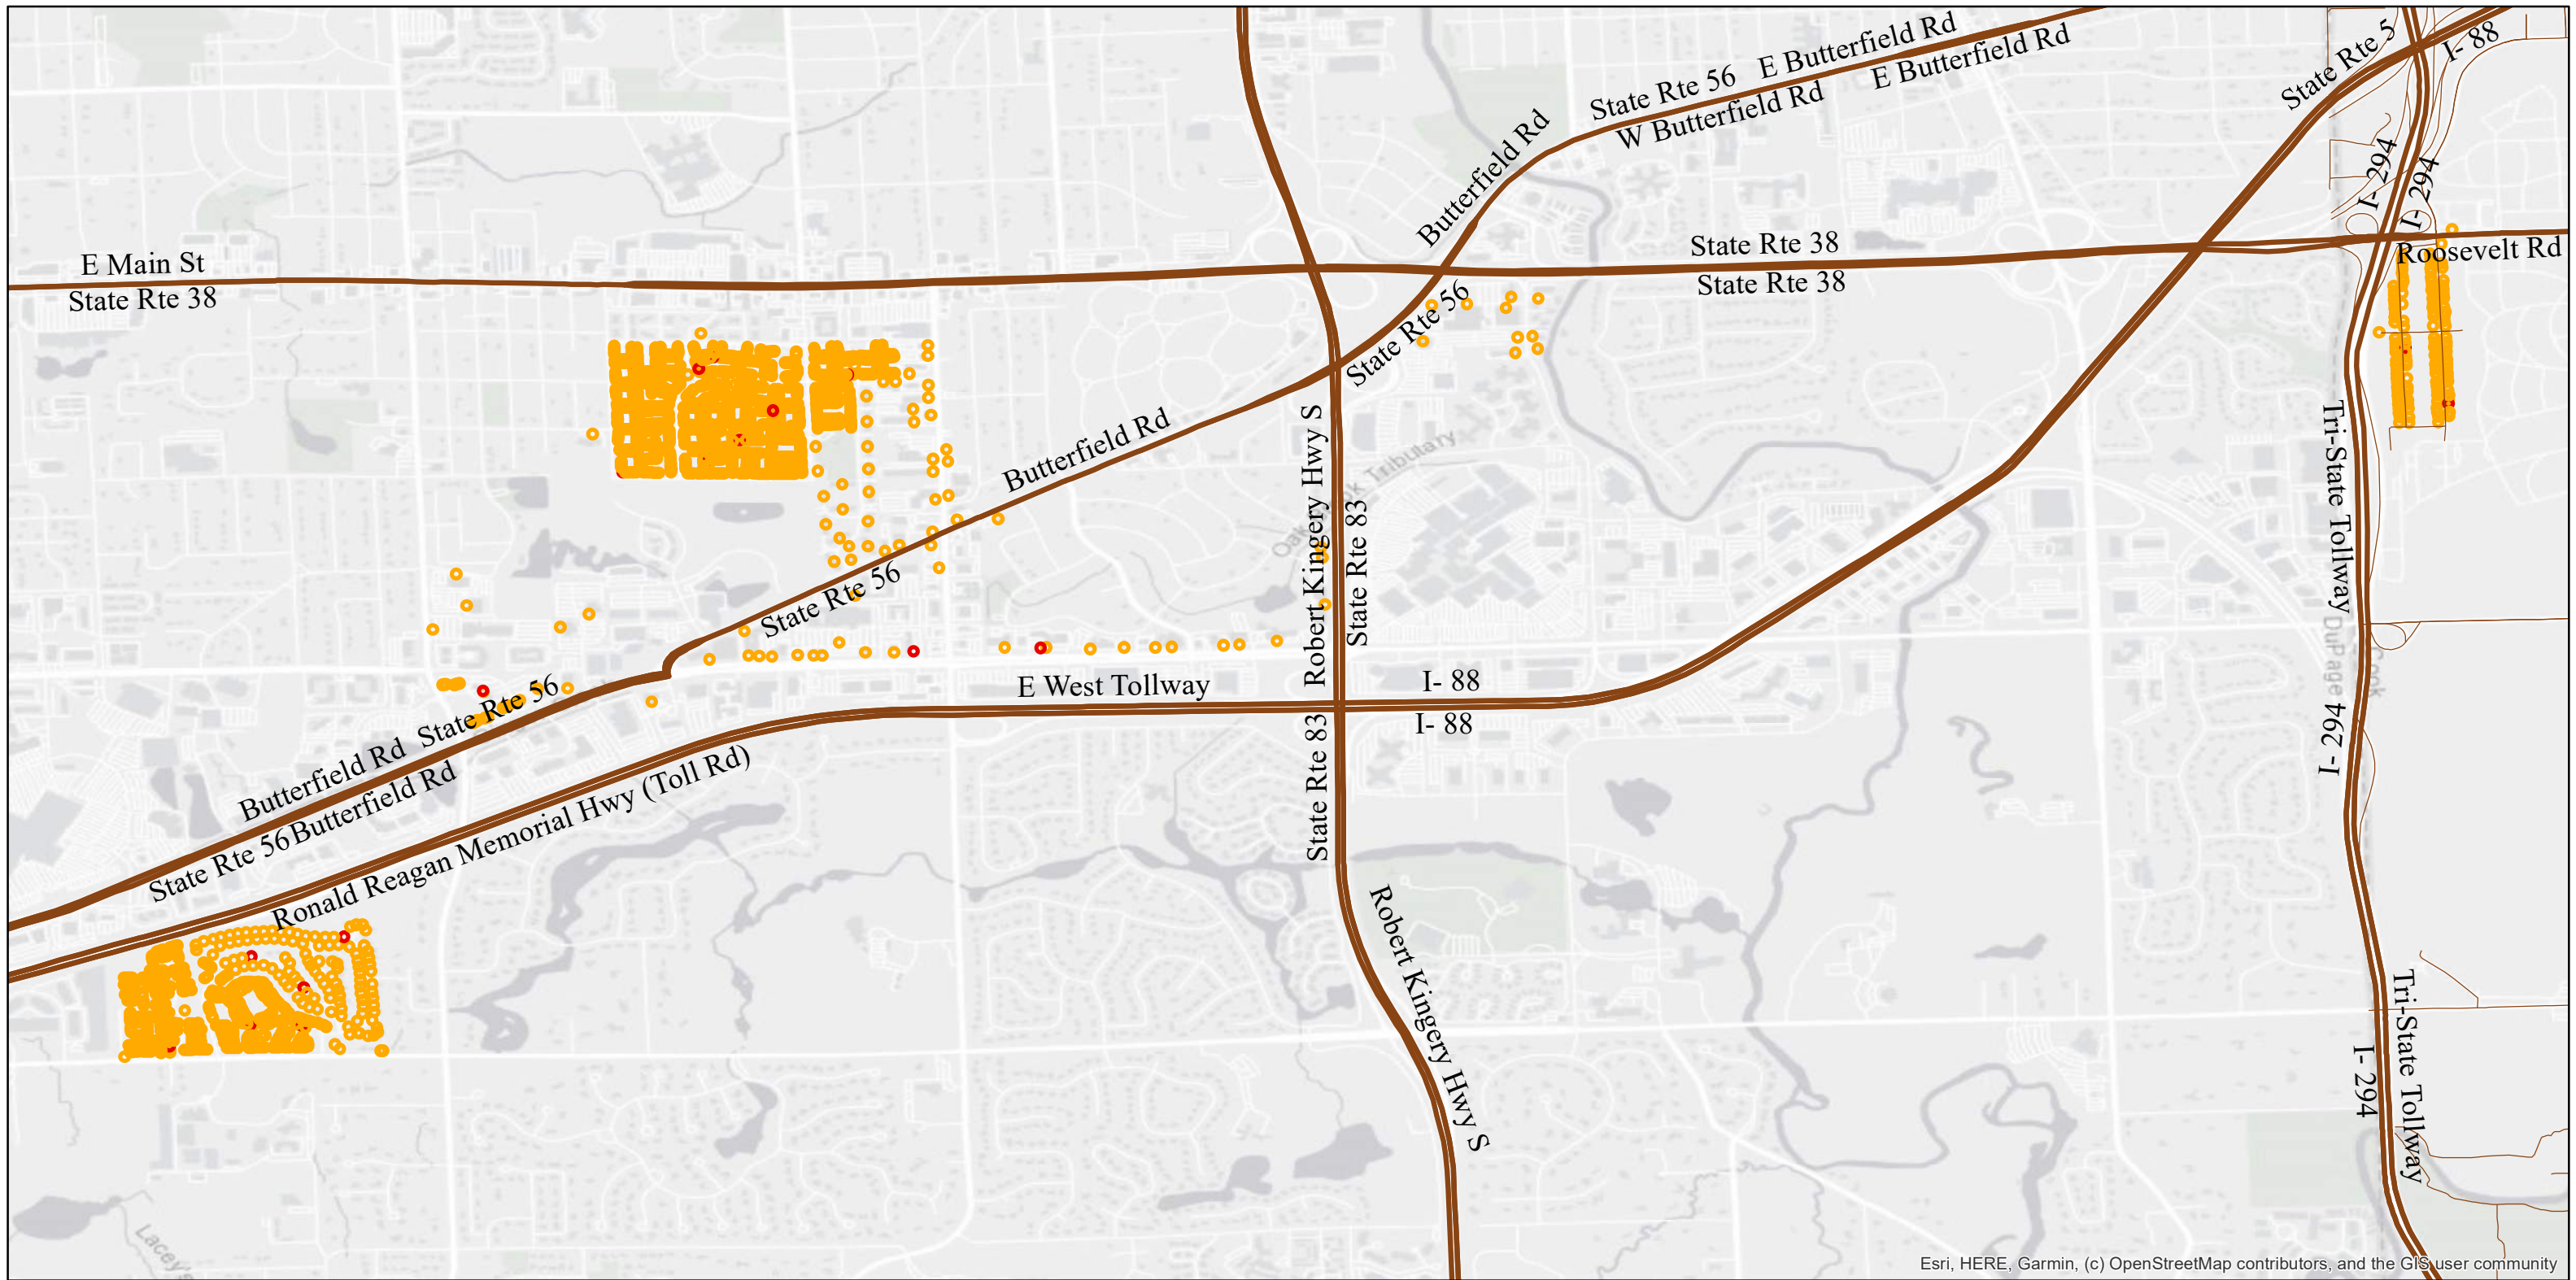 State Rte 56
E Butterfield Rd
W Butterfield Rd
E Butterfield Rd
State Rte 5
I- 88
I- 294
I- 294
Butterfield Rd
E Main St
State Rte 38
State Rte 38
State Rte 38
Roosevelt Rd
State Rte 56
Butterfield Rd
Robert Kingery Hwy S
State Rte 83
Tributary
Tri-State Tollway
DuPage
Cook
State Rte 56
E West Tollway
I- 88
I- 88
State Rte 56
Butterfield Rd
Butterfield Rd
State Rte 56
Ronald Reagan Memorial Hwy (Toll Rd)
State Rte 83
I- 294
Robert Kingery Hwy S
Tri-State Tollway
I- 294
Lacey's
Esri, HERE, Garmin, (c) OpenStreetMap contributors, and the GIS user community